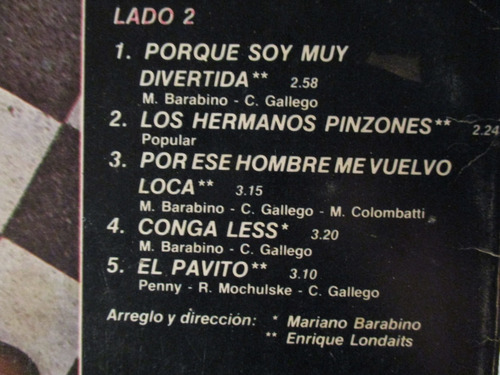 LADO 2
1. PORQUE SOY MUY
DIVERTIDA** 2.58
M. Barabino - C. Gallego
2. LOS HERMANOS PINZONES** 2.24
Popular
3. POR ESE HOMBRE ME VUELVO
LOCA** 3.15
M. Barabino - C. Gallego - M. Colombatti
4. CONGA LESS* 3.20
M. Barabino - C. Gallego
5. EL PAVITO** 3.10
Penny - R. Mochulske - C. Gallego
Arreglo y dirección: * Mariano Barabino
** Enrique Londaits